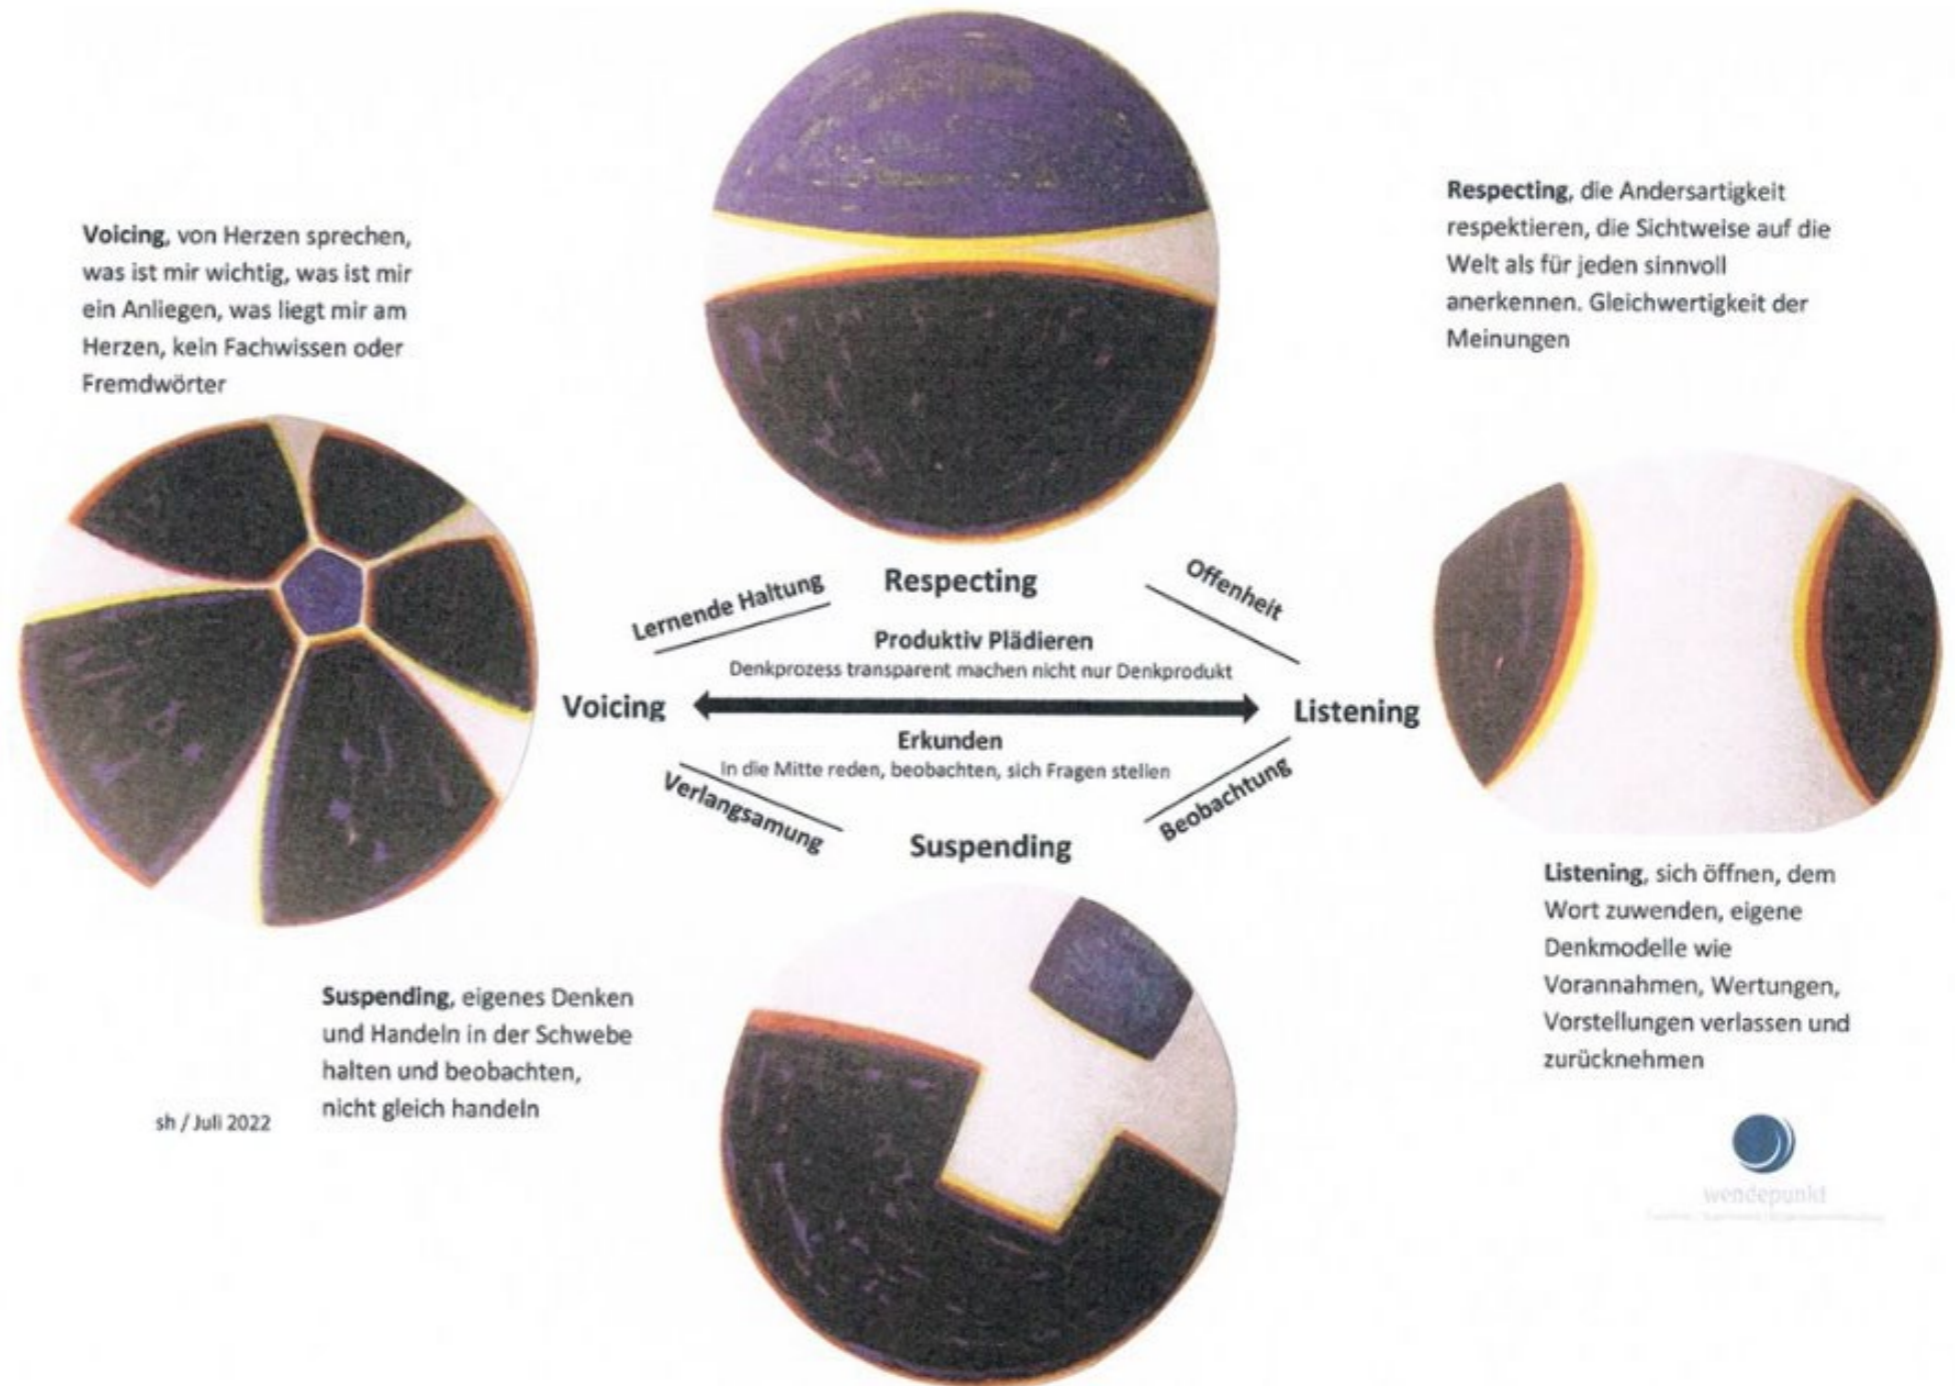 Respecting, die Andersartigkeit
respektieren, die Sichtweise auf die
Welt als für jeden sinnvoll
anerkennen. Gleichwertigkeit der
Meinungen
Voicing, von Herzen sprechen,
was ist mir wichtig, was ist mir
ein Anliegen, was liegt mir am
Herzen, kein Fachwissen oder
Fremdwörter
Lernende Haltung
Respecting
Offenheit
Produktiv Plädieren
Denkprozess transparent machen nicht nur Denkprodukt
Voicing
Listening
Erkunden
In die Mitte reden, beobachten, sich Fragen stellen
Verlangsamung
Beobachtung
Suspending
Listening, sich öffnen, dem
Wort zuwenden, eigene
Denkmodelle wie
Vorannahmen, Wertungen,
Vorstellungen verlassen und
zurücknehmen
Suspending, eigenes Denken
und Handeln in der Schwebe
halten und beobachten,
nicht gleich handeln
sh / Juli 2022
wendepunkt